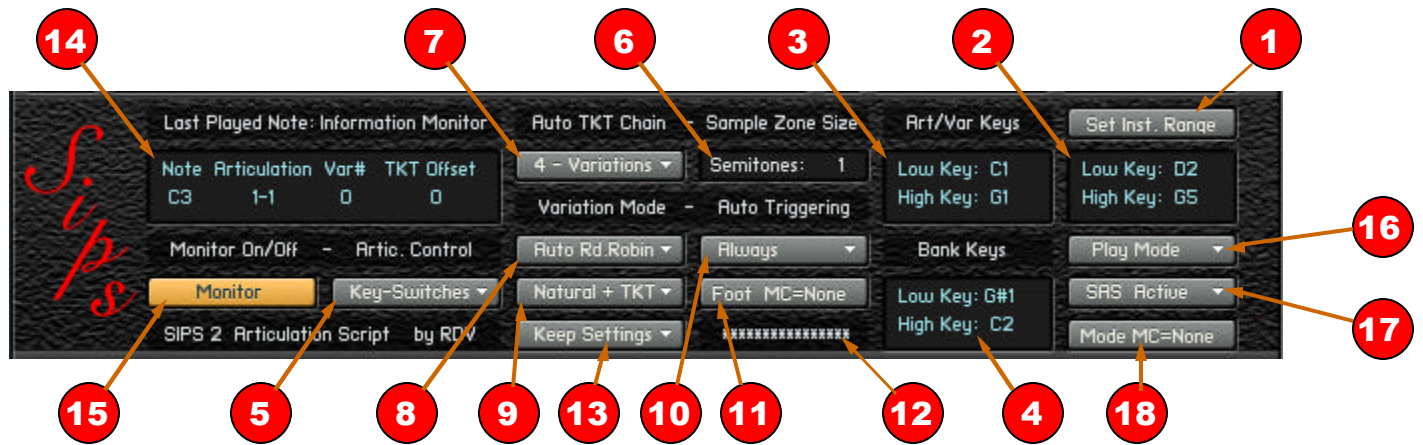 14 7 6 3 2 1
Sips
Last Played Note: Information Monitor
Auto TKT Chain - Sample Zone Size
Art/Var Keys
Set Inst. Range
Note Articulation Var# TKT Offset
C3 1-1 0 0
4 - Variations
Semitones: 1
Low Key: C1
High Key: G1
Low Key: D2
High Key: G5
Variation Mode - Auto Triggering
Monitor On/Off - Artic. Control
Auto Rd.Robin
Always
Bank Keys
Play Mode
16
Monitor
Key-Switches
Natural + TKT
Foot MC=None
Low Key: G#1
High Key: C2
SAS Active
17
SIPS 2 Articulation Script by RDV
Keep Settings
****************
Mode MC=None
15 5 8 9 13 10 11 12 4 18